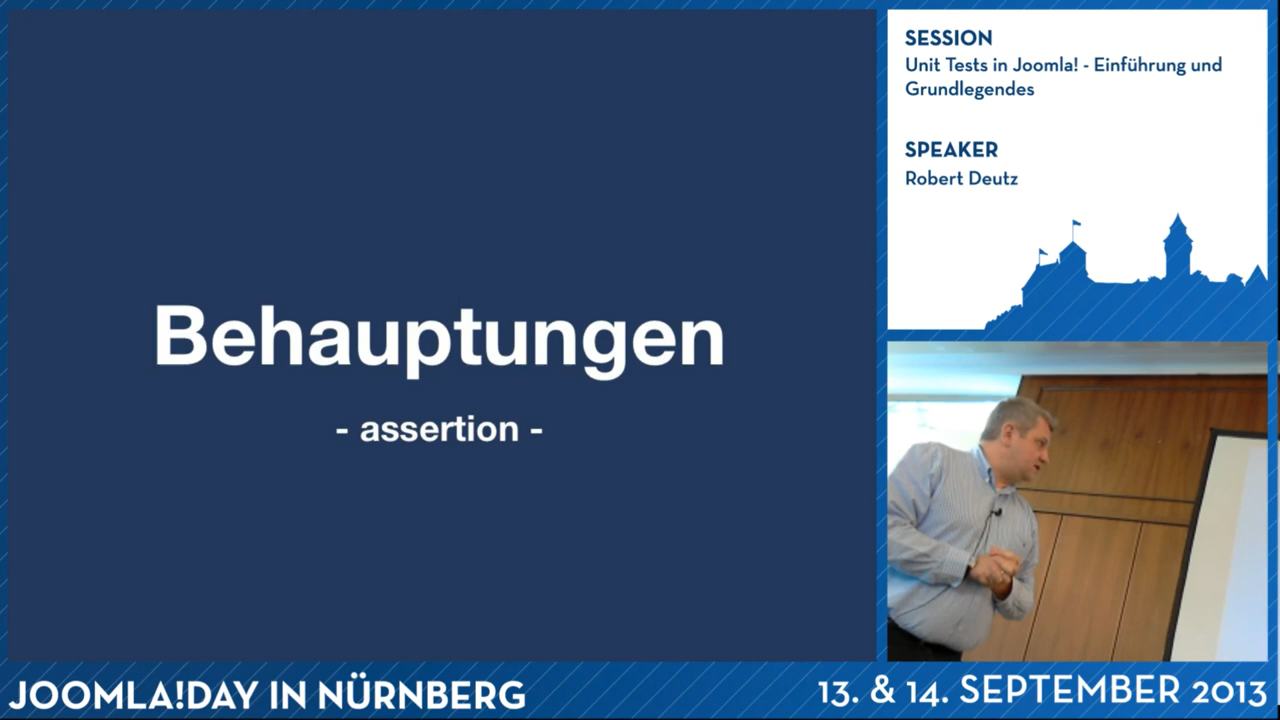 Behauptungen
- assertion -
SESSION
Unit Tests in Joomla! - Einführung und
Grundlegendes
SPEAKER
Robert Deutz
JOOMLA!DAY IN NÜRNBERG
13. & 14. SEPTEMBER 2013